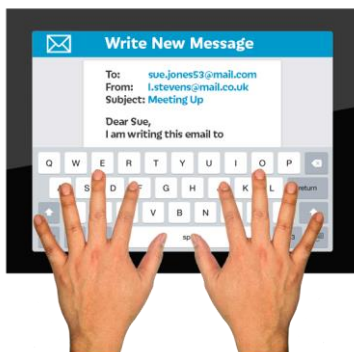 Write New Message
To: sue.jones53@mail.com
From: l.stevens@mail.co.uk
Subject: Meeting Up
Dear Sue,
I am writing this email to
Q W E R T Y U I O P
S D F G H K L return
V B N